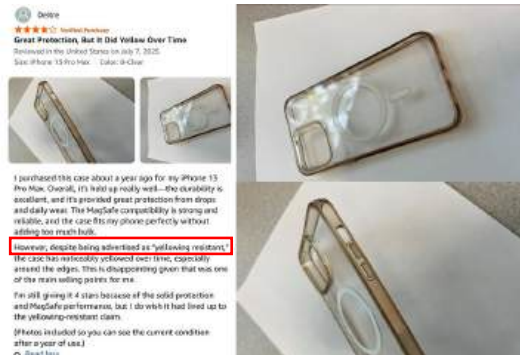 Deitre
Verified Purchase
Great Protection, But It Did Yellow Over Time
Reviewed in the United States on July 7, 2025
Size: iPhone 13 Pro Max Color: B-Clear
I purchased this case about a year ago for my iPhone 13
Pro Max. Overall, it's held up really well—the durability is
excellent, and it's provided great protection from drops
and daily wear. The MagSafe compatibility is strong and
reliable, and the case fits my phone perfectly without
adding too much bulk.
However, despite being advertised as "yellowing resistant,"
the case has noticeably yellowed over time, especially
around the edges. This is disappointing given that was one
of the main selling points for me.
I'm still giving it 4 stars because of the solid protection
and MagSafe performance, but I do wish it had lived up to
the yellowing-resistant claim.
(Photos included so you can see the current condition
after a year of use.)
Read less